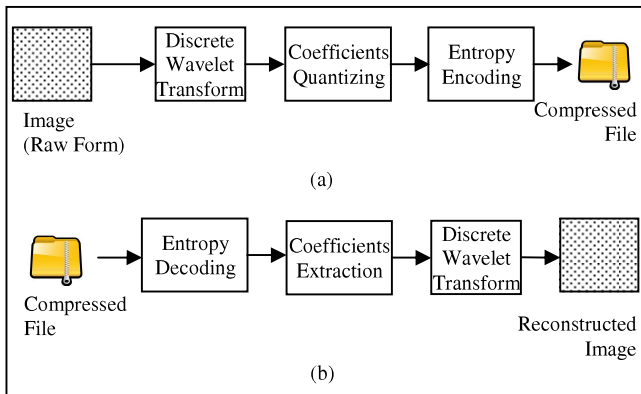 Image
(Raw Form)
Discrete
Wavelet
Transform
Coefficients
Quantizing
Entropy
Encoding
Compressed
File
(a)
Compressed
File
Entropy
Decoding
Coefficients
Extraction
Discrete
Wavelet
Transform
Reconstructed
Image
(b)